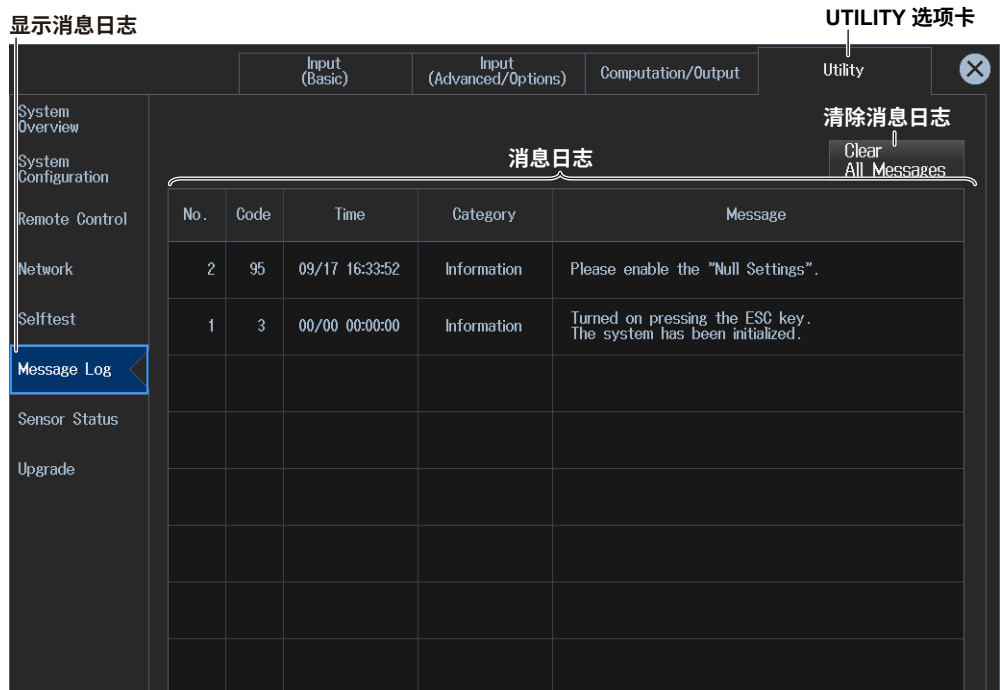 显示消息日志
UTILITY 选项卡
Input
(Basic)
Input
(Advanced/Options)
Computation/Output
Utility
System
Overview
System
Configuration
Remote Control
Network
Selftest
Message Log
Sensor Status
Upgrade
清除消息日志
Clear
All Messages
消息日志
No. Code Time Category Message
2 95 09/17 16:33:52 Information Please enable the "Null Settings".
1 3 00/00 00:00:00 Information Turned on pressing the ESC key.
The system has been initialized.